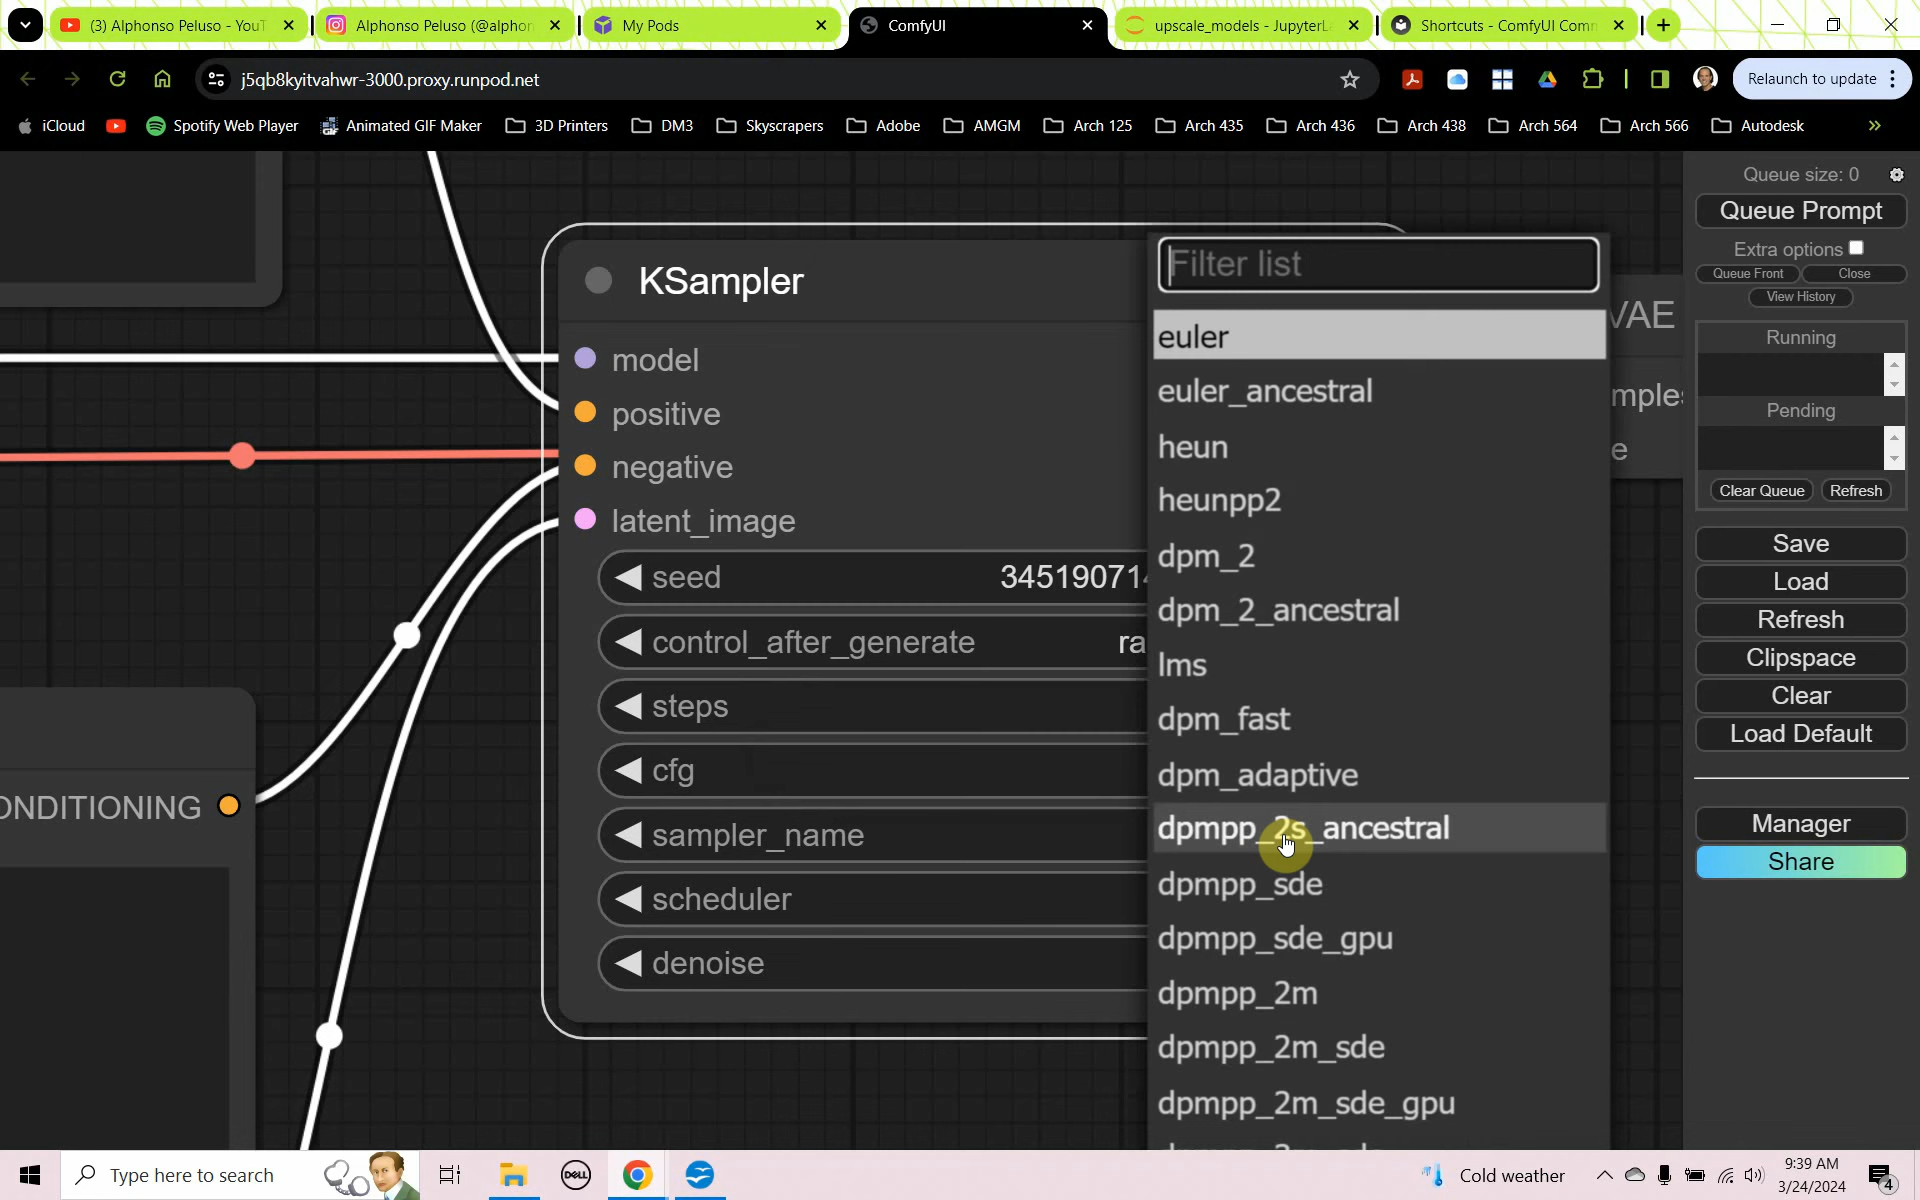 (3) Alphonso Peluso - YouT
Alphonso Peluso (@alphon
My Pods
ComfyUI
upscale_models - JupyterL
Shortcuts - ComfyUI Comm
j5qb8kyitvahwr-3000.proxy.runpod.net
Relaunch to update
iCloud
Spotify Web Player
Animated GIF Maker
3D Printers
DM3
Skyscrapers
Adobe
AMGM
Arch 125
Arch 435
Arch 436
Arch 438
Arch 564
Arch 566
Autodesk
»
KSampler
model
positive
negative
latent_image
seed 345190714
control_after_generate ra
steps
cfg
sampler_name
scheduler
denoise
ONDITIONING
Filter list
euler
euler_ancestral
heun
heunpp2
dpm_2
dpm_2_ancestral
lms
dpm_fast
dpm_adaptive
dpmpp_2s_ancestral
dpmpp_sde
dpmpp_sde_gpu
dpmpp_2m
dpmpp_2m_sde
dpmpp_2m_sde_gpu
VAE
mples
e
Queue size: 0
Queue Prompt
Extra options
Queue Front Close
View History
Running
Pending
Clear Queue Refresh
Save
Load
Refresh
Clipspace
Clear
Load Default
Manager
Share
Type here to search
DELL
Cold weather
9:39 AM
3/24/2024
4